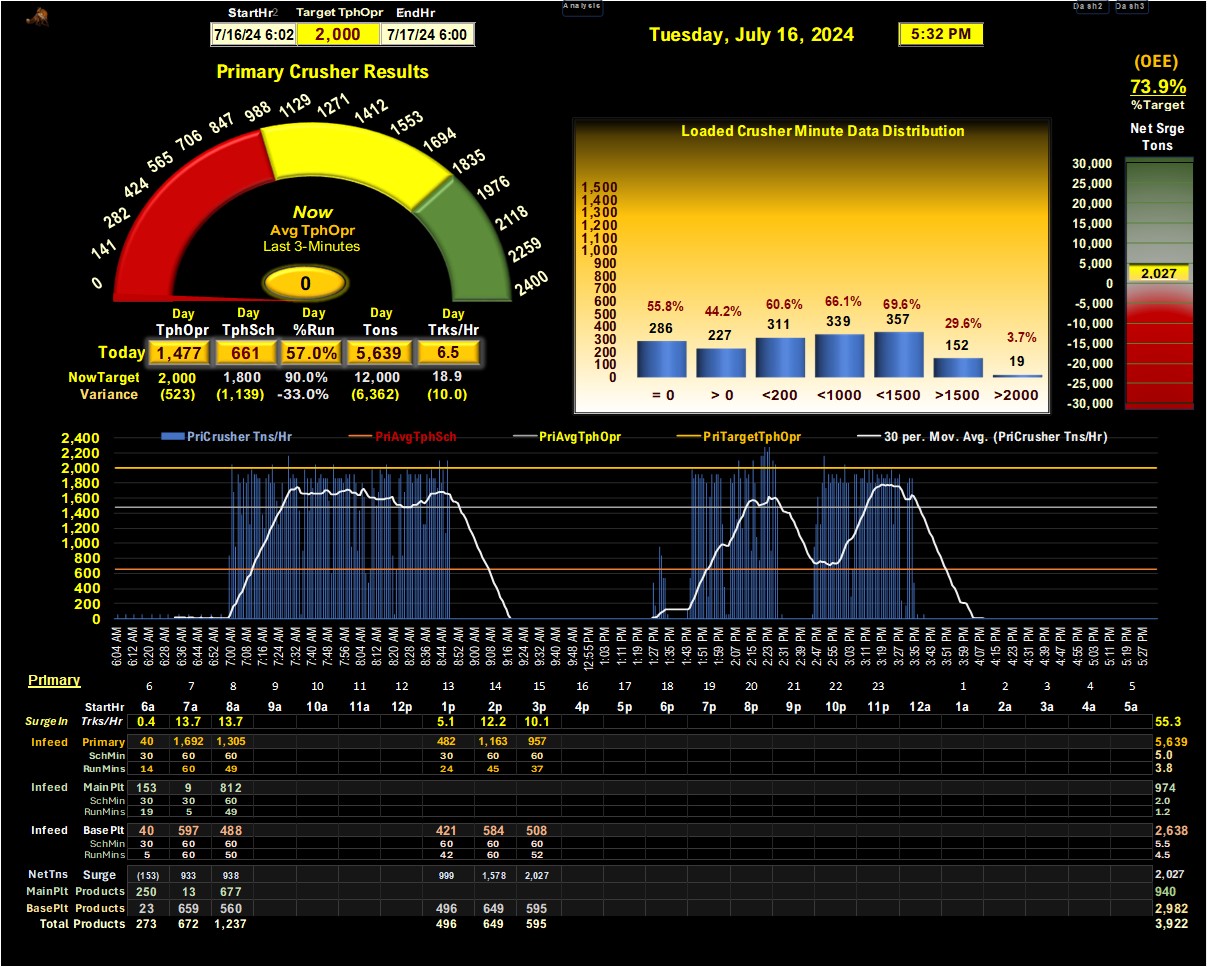 Analysis
Dash2 Dash3
StartHr2 Target TphOpr EndHr
7/16/24 6:02 2,000 7/17/24 6:00
Tuesday, July 16, 2024
5:32 PM
(OEE)
73.9%
%Target
Primary Crusher Results
0 141 282 424 565 706 847 988 1129 1271 1412 1553 1694 1835 1976 2118 2259 2400
Now
Avg TphOpr
Last 3-Minutes
0
Day Day Day Day Day
TphOpr TphSch %Run Tons Trks/Hr
Today 1,477 661 57.0% 5,639 6.5
NowTarget 2,000 1,800 90.0% 12,000 18.9
Variance (523) (1,139) -33.0% (6,362) (10.0)
Loaded Crusher Minute Data Distribution
1,500
1,400
1,300
1,200
1,100
1,000
900
800
700
600
500
400
300
200
100
0
55.8% 44.2% 60.6% 66.1% 69.6% 29.6% 3.7%
286 227 311 339 357 152 19
= 0 > 0 <200 <1000 <1500 >1500 >2000
Net Srge
Tons
30,000
25,000
20,000
15,000
10,000
5,000
2,027
0
-5,000
-10,000
-15,000
-20,000
-25,000
-30,000
PriCrusher Tns/Hr PriAvgTphSch PriAvgTphOpr PriTargetTphOpr 30 per. Mov. Avg. (PriCrusher Tns/Hr)
2,400
2,200
2,000
1,800
1,600
1,400
1,200
1,000
800
600
400
200
0
6:04 AM 6:12 AM 6:20 AM 6:28 AM 6:36 AM 6:44 AM 6:52 AM 7:00 AM 7:08 AM 7:16 AM 7:24 AM 7:32 AM 7:40 AM 7:48 AM 7:56 AM 8:04 AM 8:12 AM 8:20 AM 8:28 AM 8:36 AM 8:44 AM 8:52 AM 9:00 AM 9:08 AM 9:16 AM 9:24 AM 9:32 AM 9:40 AM 9:48 AM 12:55 PM 1:03 PM 1:11 PM 1:19 PM 1:27 PM 1:35 PM 1:43 PM 1:51 PM 1:59 PM 2:07 PM 2:15 PM 2:23 PM 2:31 PM 2:39 PM 2:47 PM 2:55 PM 3:03 PM 3:11 PM 3:19 PM 3:27 PM 3:35 PM 3:43 PM 3:51 PM 3:59 PM 4:07 PM 4:15 PM 4:23 PM 4:31 PM 4:39 PM 4:47 PM 4:55 PM 5:03 PM 5:11 PM 5:19 PM 5:27 PM
Primary
6 7 8 9 10 11 12 13 14 15 16 17 18 19 20 21 22 23 1 2 3 4 5
StartHr 6a 7a 8a 9a 10a 11a 12p 1p 2p 3p 4p 5p 6p 7p 8p 9p 10p 11p 12a 1a 2a 3a 4a 5a
SurgeIn Trks/Hr 0.4 13.7 13.7 5.1 12.2 10.1 55.3
Infeed Primary 40 1,692 1,305 482 1,163 957 5,639
SchMin 30 60 60 30 60 60 5.0
RunMins 14 60 49 24 45 37 3.8
Infeed MainPlt 153 9 812 974
SchMin 30 30 60 2.0
RunMins 19 5 49 1.2
Infeed BasePlt 40 597 488 421 584 508 2,638
SchMin 30 60 60 60 60 60 5.5
RunMins 5 60 50 42 60 52 4.5
NetTns Surge (153) 933 938 999 1,578 2,027 2,027
MainPlt Products 250 13 677 940
BasePlt Products 23 659 560 496 649 595 2,982
Total Products 273 672 1,237 496 649 595 3,922